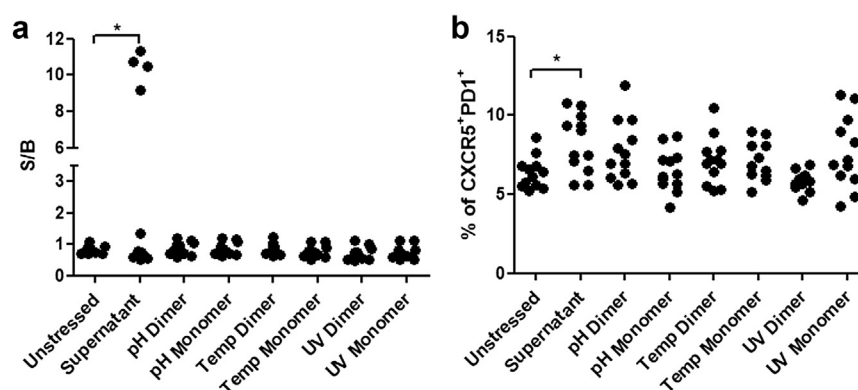 a
S/B
*
12
10
8
6
3
2
1
0
Unstressed
Supernatant
pH Dimer
pH Monomer
Temp Dimer
Temp Monomer
UV Dimer
UV Monomer
b
% of CXCR5+PD1+
*
15
10
5
0
Unstressed
Supernatant
pH Dimer
pH Monomer
Temp Dimer
Temp Monomer
UV Dimer
UV Monomer